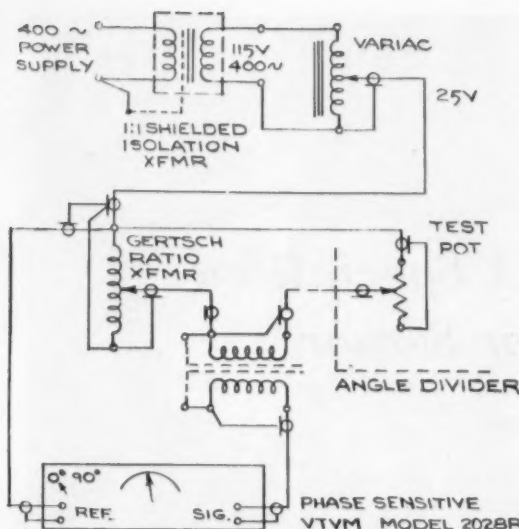 400 ~
POWER
SUPPLY
115V
400~
VARIAC
25V
1:1 SHIELDED
ISOLATION
XFMR
GERTSCH
RATIO
XFMR
TEST
POT
ANGLE DIVIDER
0° 90°
REF.
SIG.
PHASE SENSITIVE
VTVM MODEL 202BR